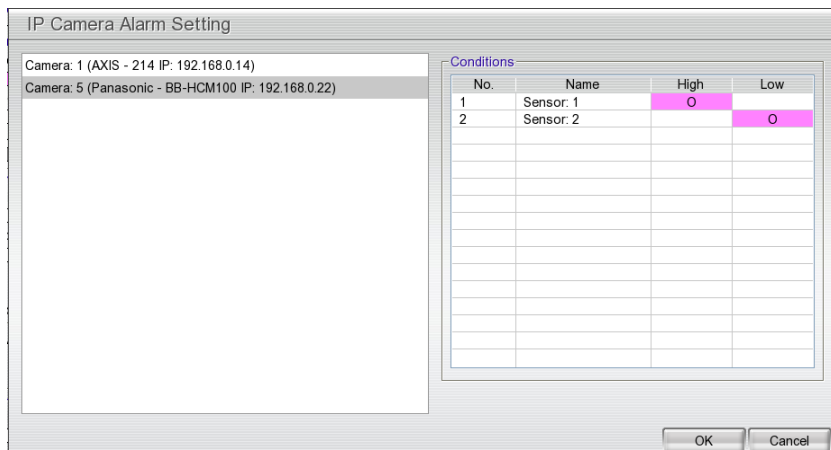 IP Camera Alarm Setting
Camera: 1 (AXIS - 214 IP: 192.168.0.14)
Camera: 5 (Panasonic - BB-HCM100 IP: 192.168.0.22)
Conditions
No. Name High Low
1 Sensor: 1 O
2 Sensor: 2 O
OK Cancel